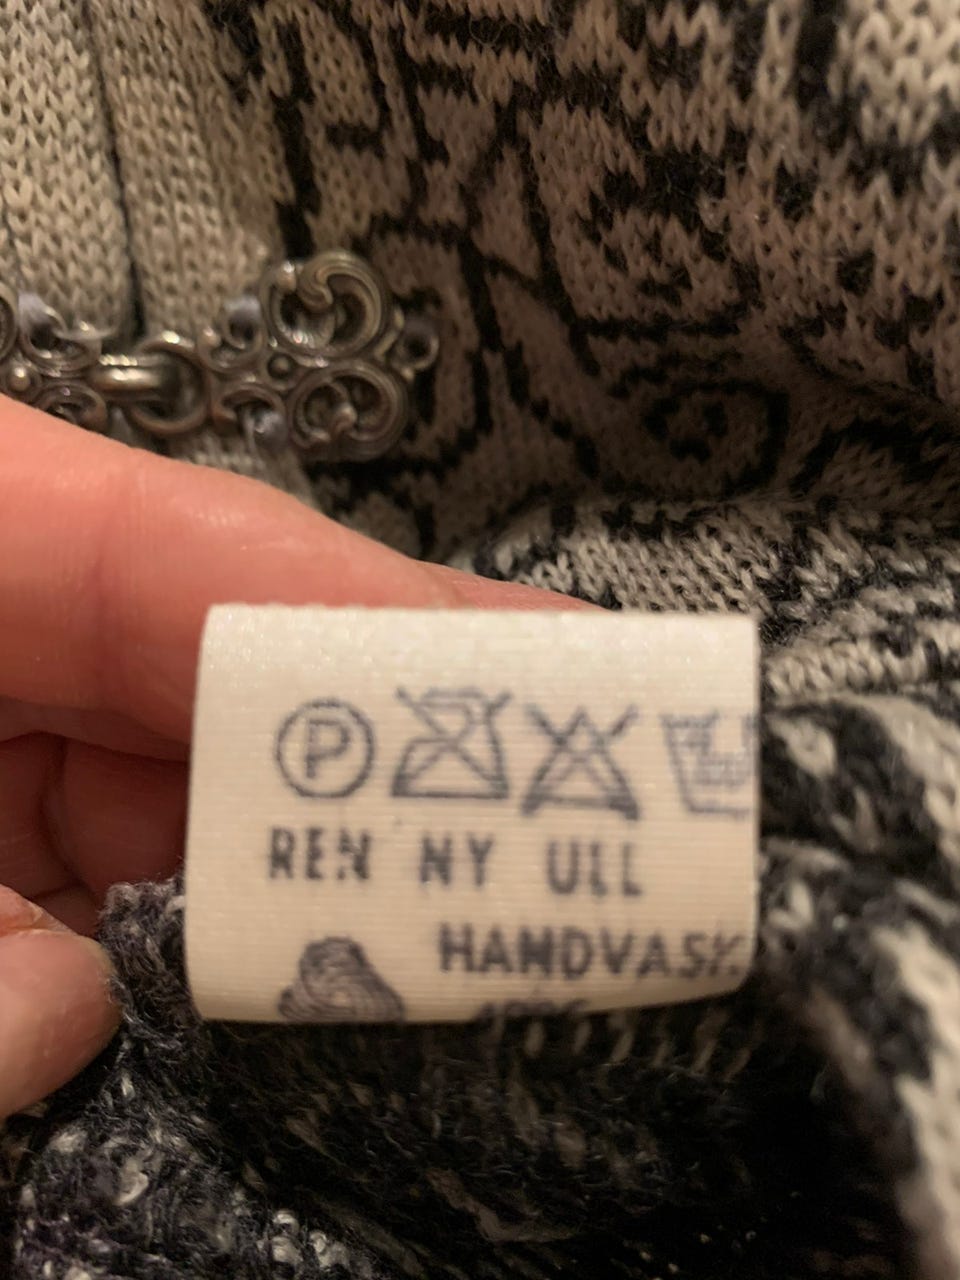 P
REN NY ULL
HANDVASK